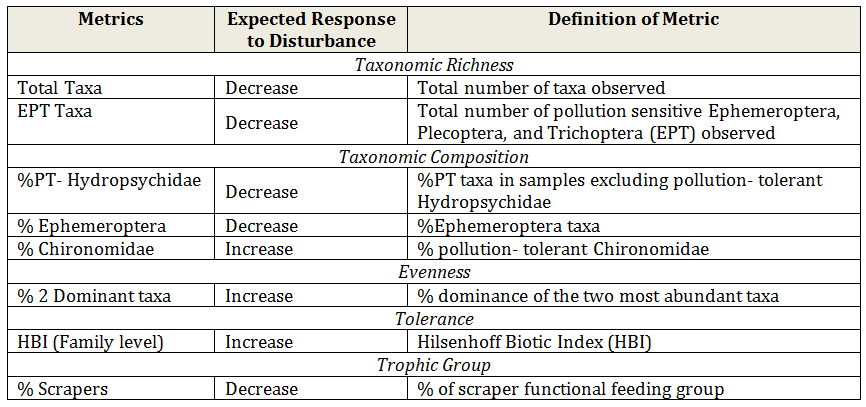 Metrics Expected Response to Disturbance Definition of Metric
Taxonomic Richness
Total Taxa Decrease Total number of taxa observed
EPT Taxa Decrease Total number of pollution sensitive Ephemeroptera,
Plecoptera, and Trichoptera (EPT) observed
Taxonomic Composition
%PT- Hydropsychidae Decrease %PT taxa in samples excluding pollution- tolerant
Hydropsychidae
% Ephemeroptera Decrease %Ephemeroptera taxa
% Chironomidae Increase % pollution- tolerant Chironomidae
Evenness
% 2 Dominant taxa Increase % dominance of the two most abundant taxa
Tolerance
HBI (Family level) Increase Hilsenhoff Biotic Index (HBI)
Trophic Group
% Scrapers Decrease % of scraper functional feeding group